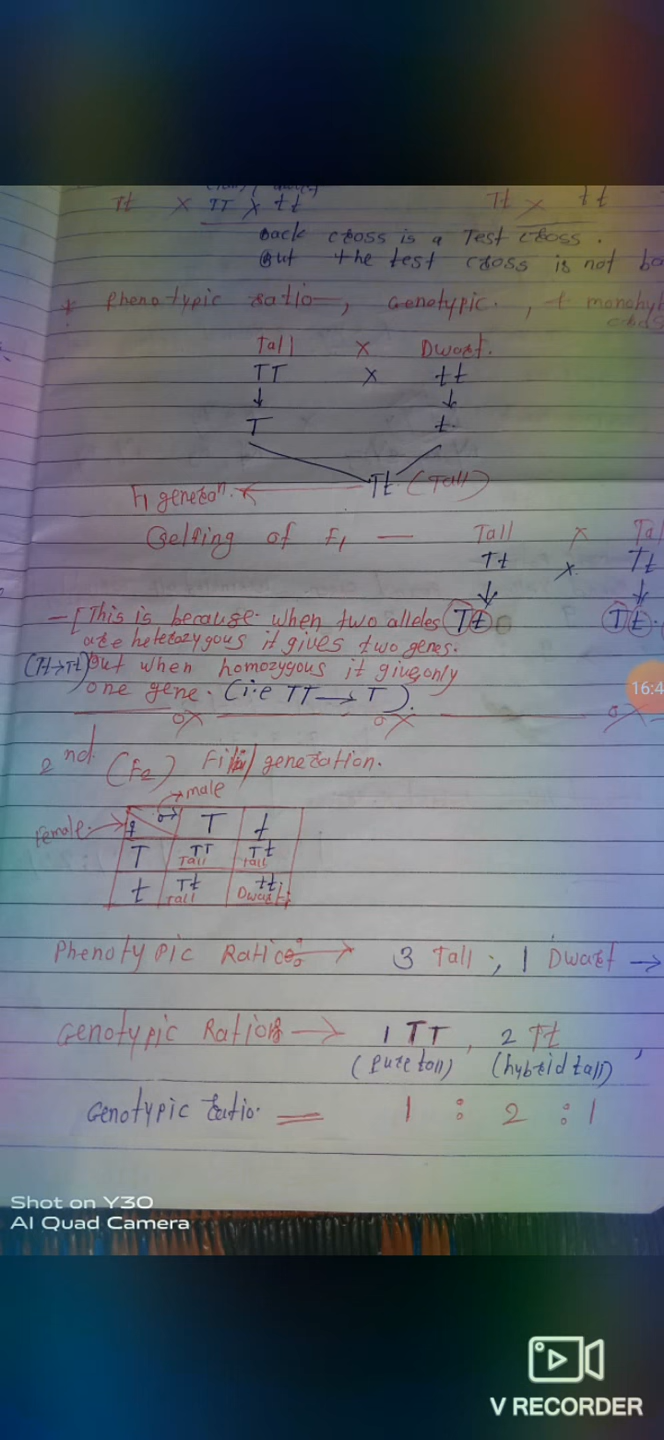 Tt x TT x tt Tt x tt
back cross is a Test cross.
But the test cross is not
* Phenotypic ratio, Genotypic.,
Tall x Dwarf.
TT x tt
T t
Tt (Tall)
F1 generatn.
Selfing of F1 — Tall x
Tt x Tt
– [This is because when two alleles Tt Tt.
are heterozygous it gives two genes.
(Tt→Tt) But when homozygous it gives only
one gene. (i.e TT → T).
16:4
2nd (F2) Filial generation.
male
Female ♀ ♂ T t
T TT Tall Tt Tall
t Tt Tall tt Dwarf
Phenotypic Ratio → 3 Tall, 1 Dwarf →
Genotypic Ratio → 1 TT, 2 Tt,
(Pure tall) (hybrid tall)
Genotypic ratio = 1 : 2 : 1
Shot on Y30
AI Quad Camera
V RECORDER